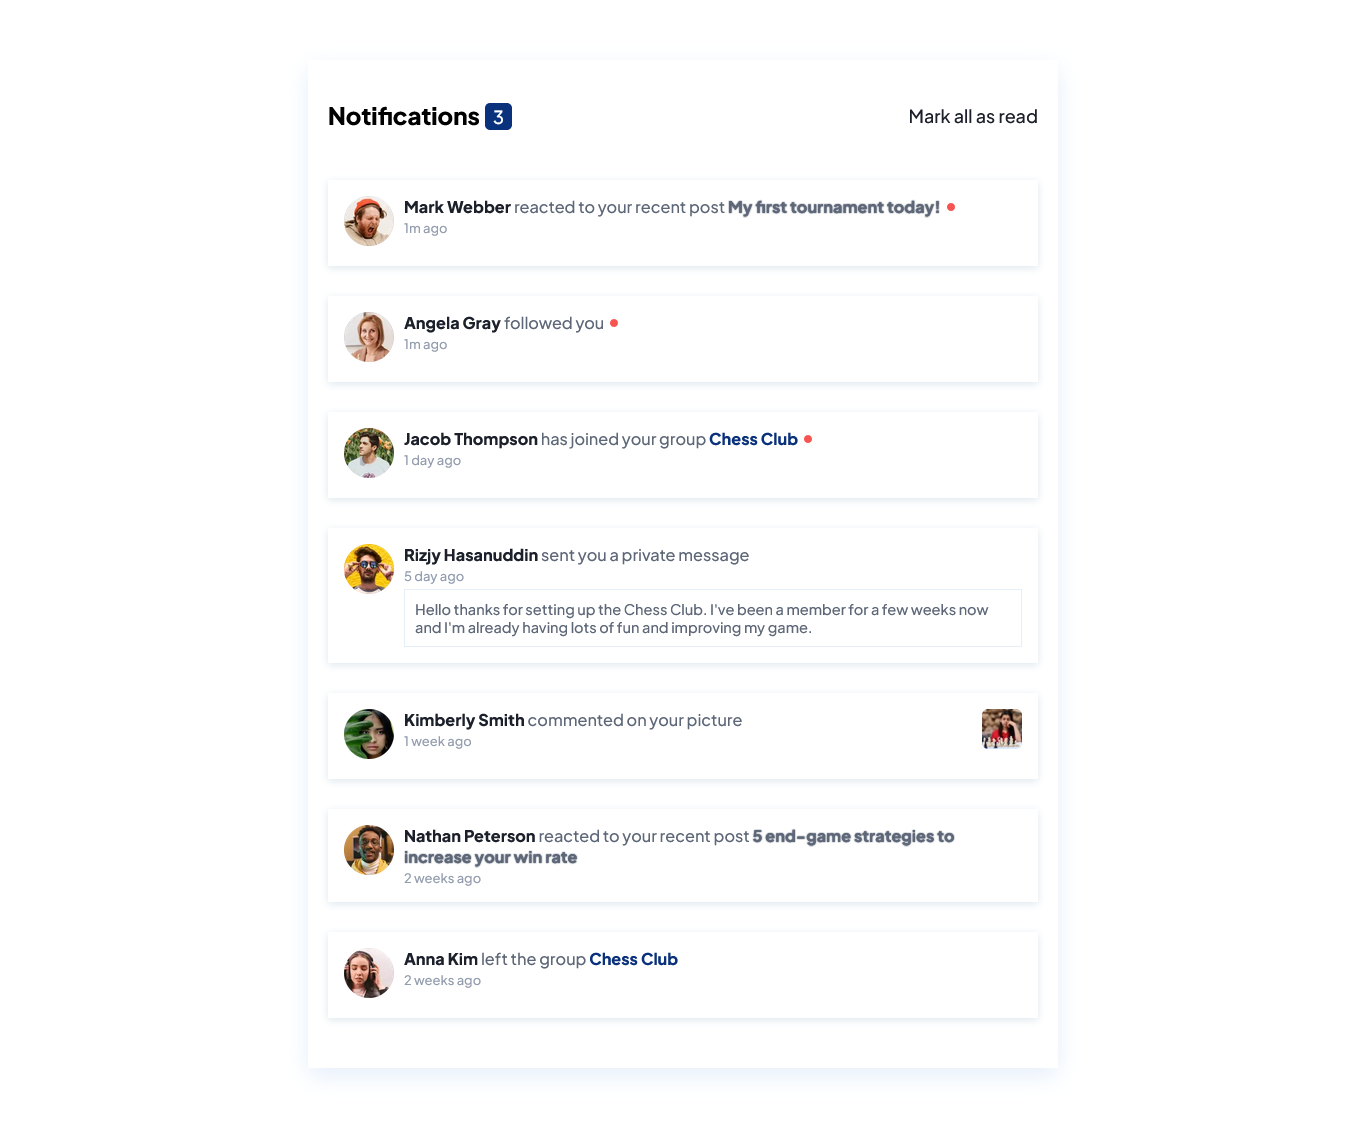 Notifications 3
Mark all as read
Mark Webber reacted to your recent post My first tournament today!
1m ago
Angela Gray followed you
1m ago
Jacob Thompson has joined your group Chess Club
1 day ago
Rizjy Hasanuddin sent you a private message
5 day ago
Hello thanks for setting up the Chess Club. I've been a member for a few weeks now
and I'm already having lots of fun and improving my game.
Kimberly Smith commented on your picture
1 week ago
Nathan Peterson reacted to your recent post 5 end-game strategies to
increase your win rate
2 weeks ago
Anna Kim left the group Chess Club
2 weeks ago